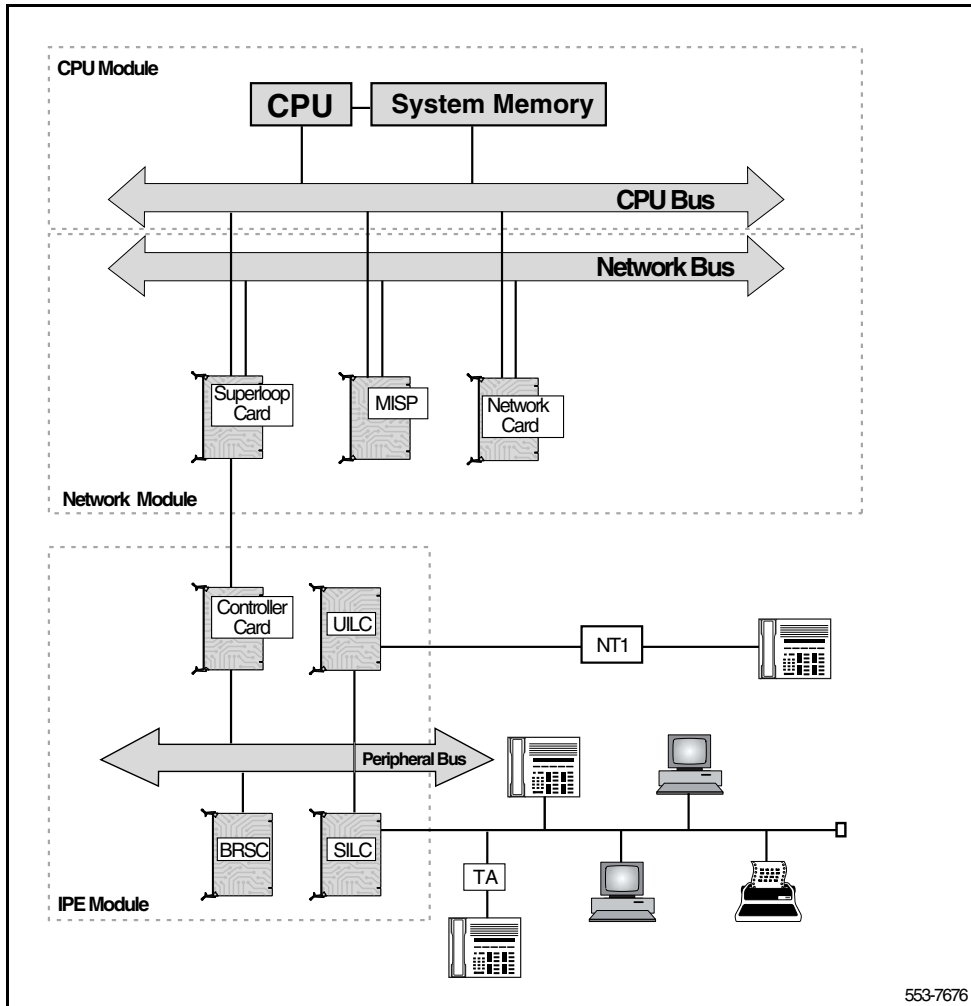 CPU Module
CPU
System Memory
CPU Bus
Network Bus
Superloop
Card
MISP
Network
Card
Network Module
Controller
Card
UILC
NT1
Peripheral Bus
BRSC
SILC
TA
IPE Module
553-7676